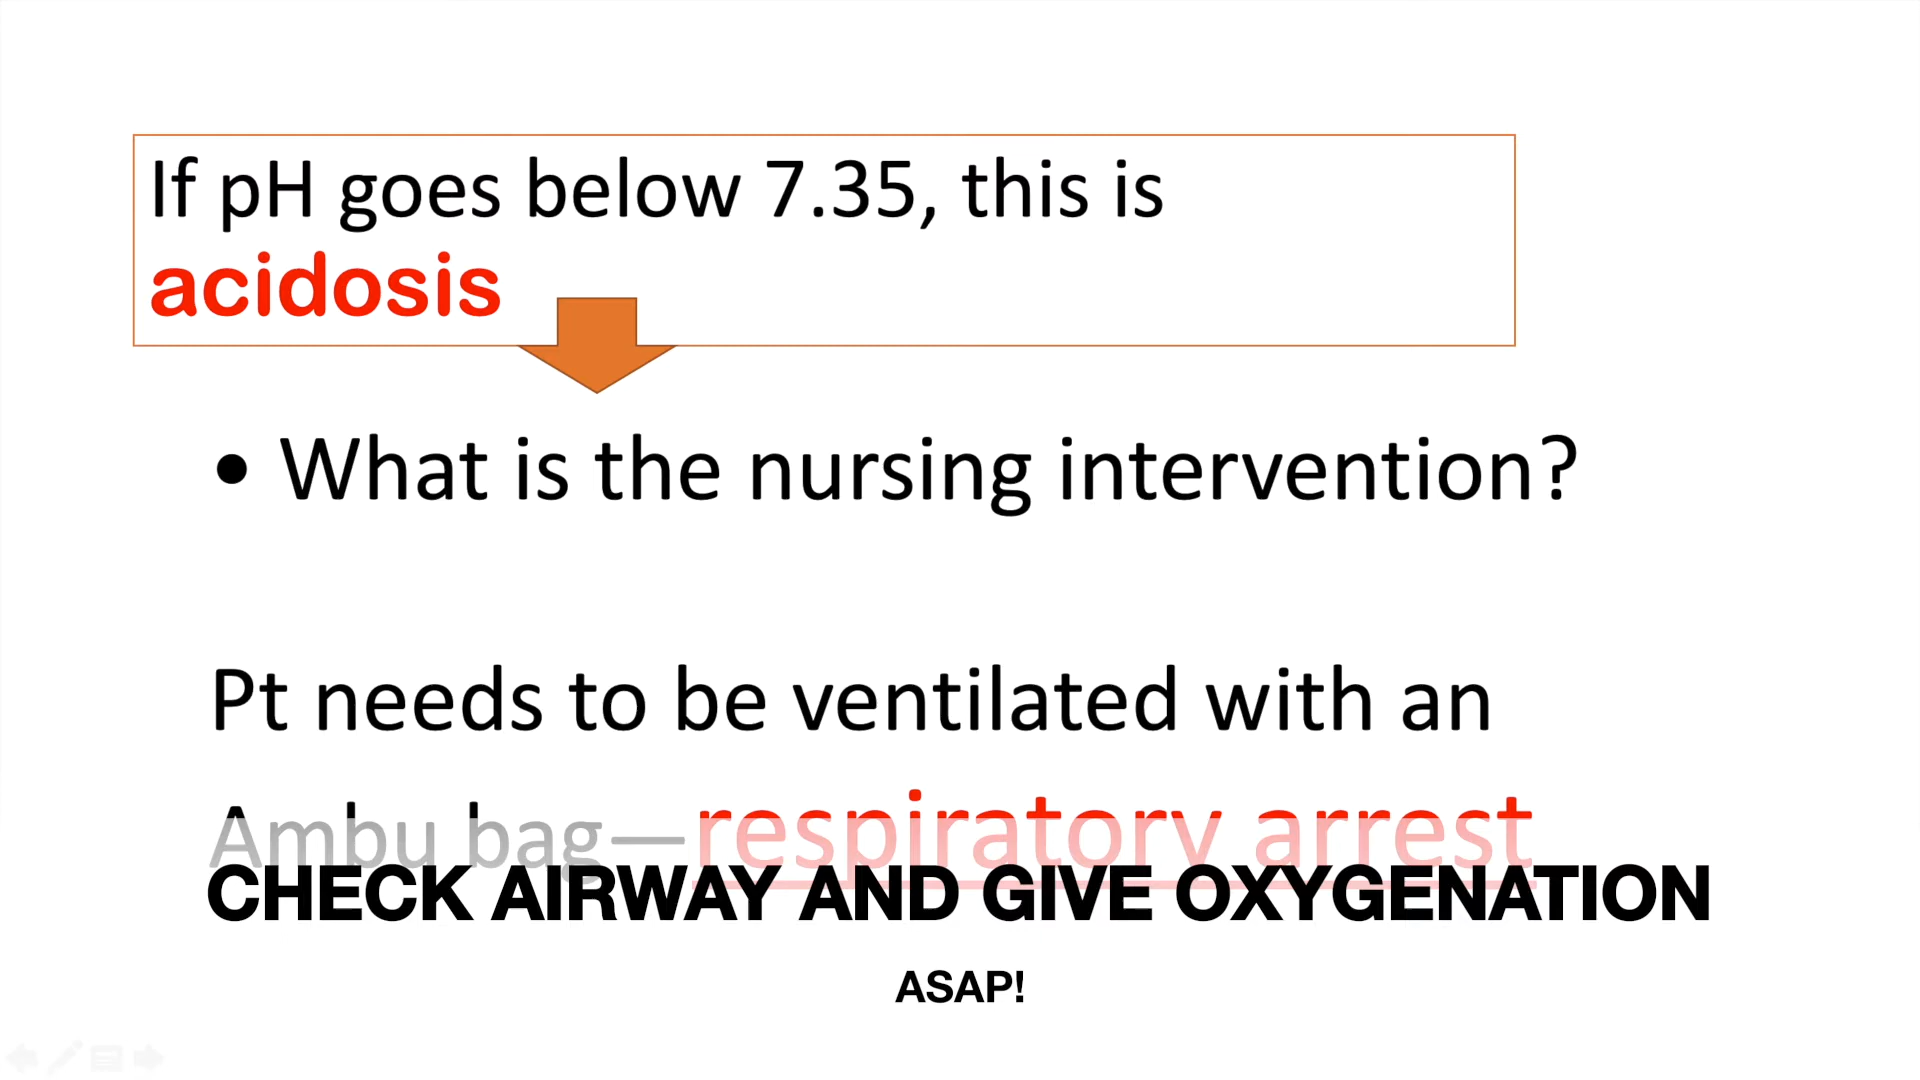 If pH goes below 7.35, this is
acidosis
• What is the nursing intervention?
Pt needs to be ventilated with an
Ambu bag—respiratory arrest
CHECK AIRWAY AND GIVE OXYGENATION
ASAP!